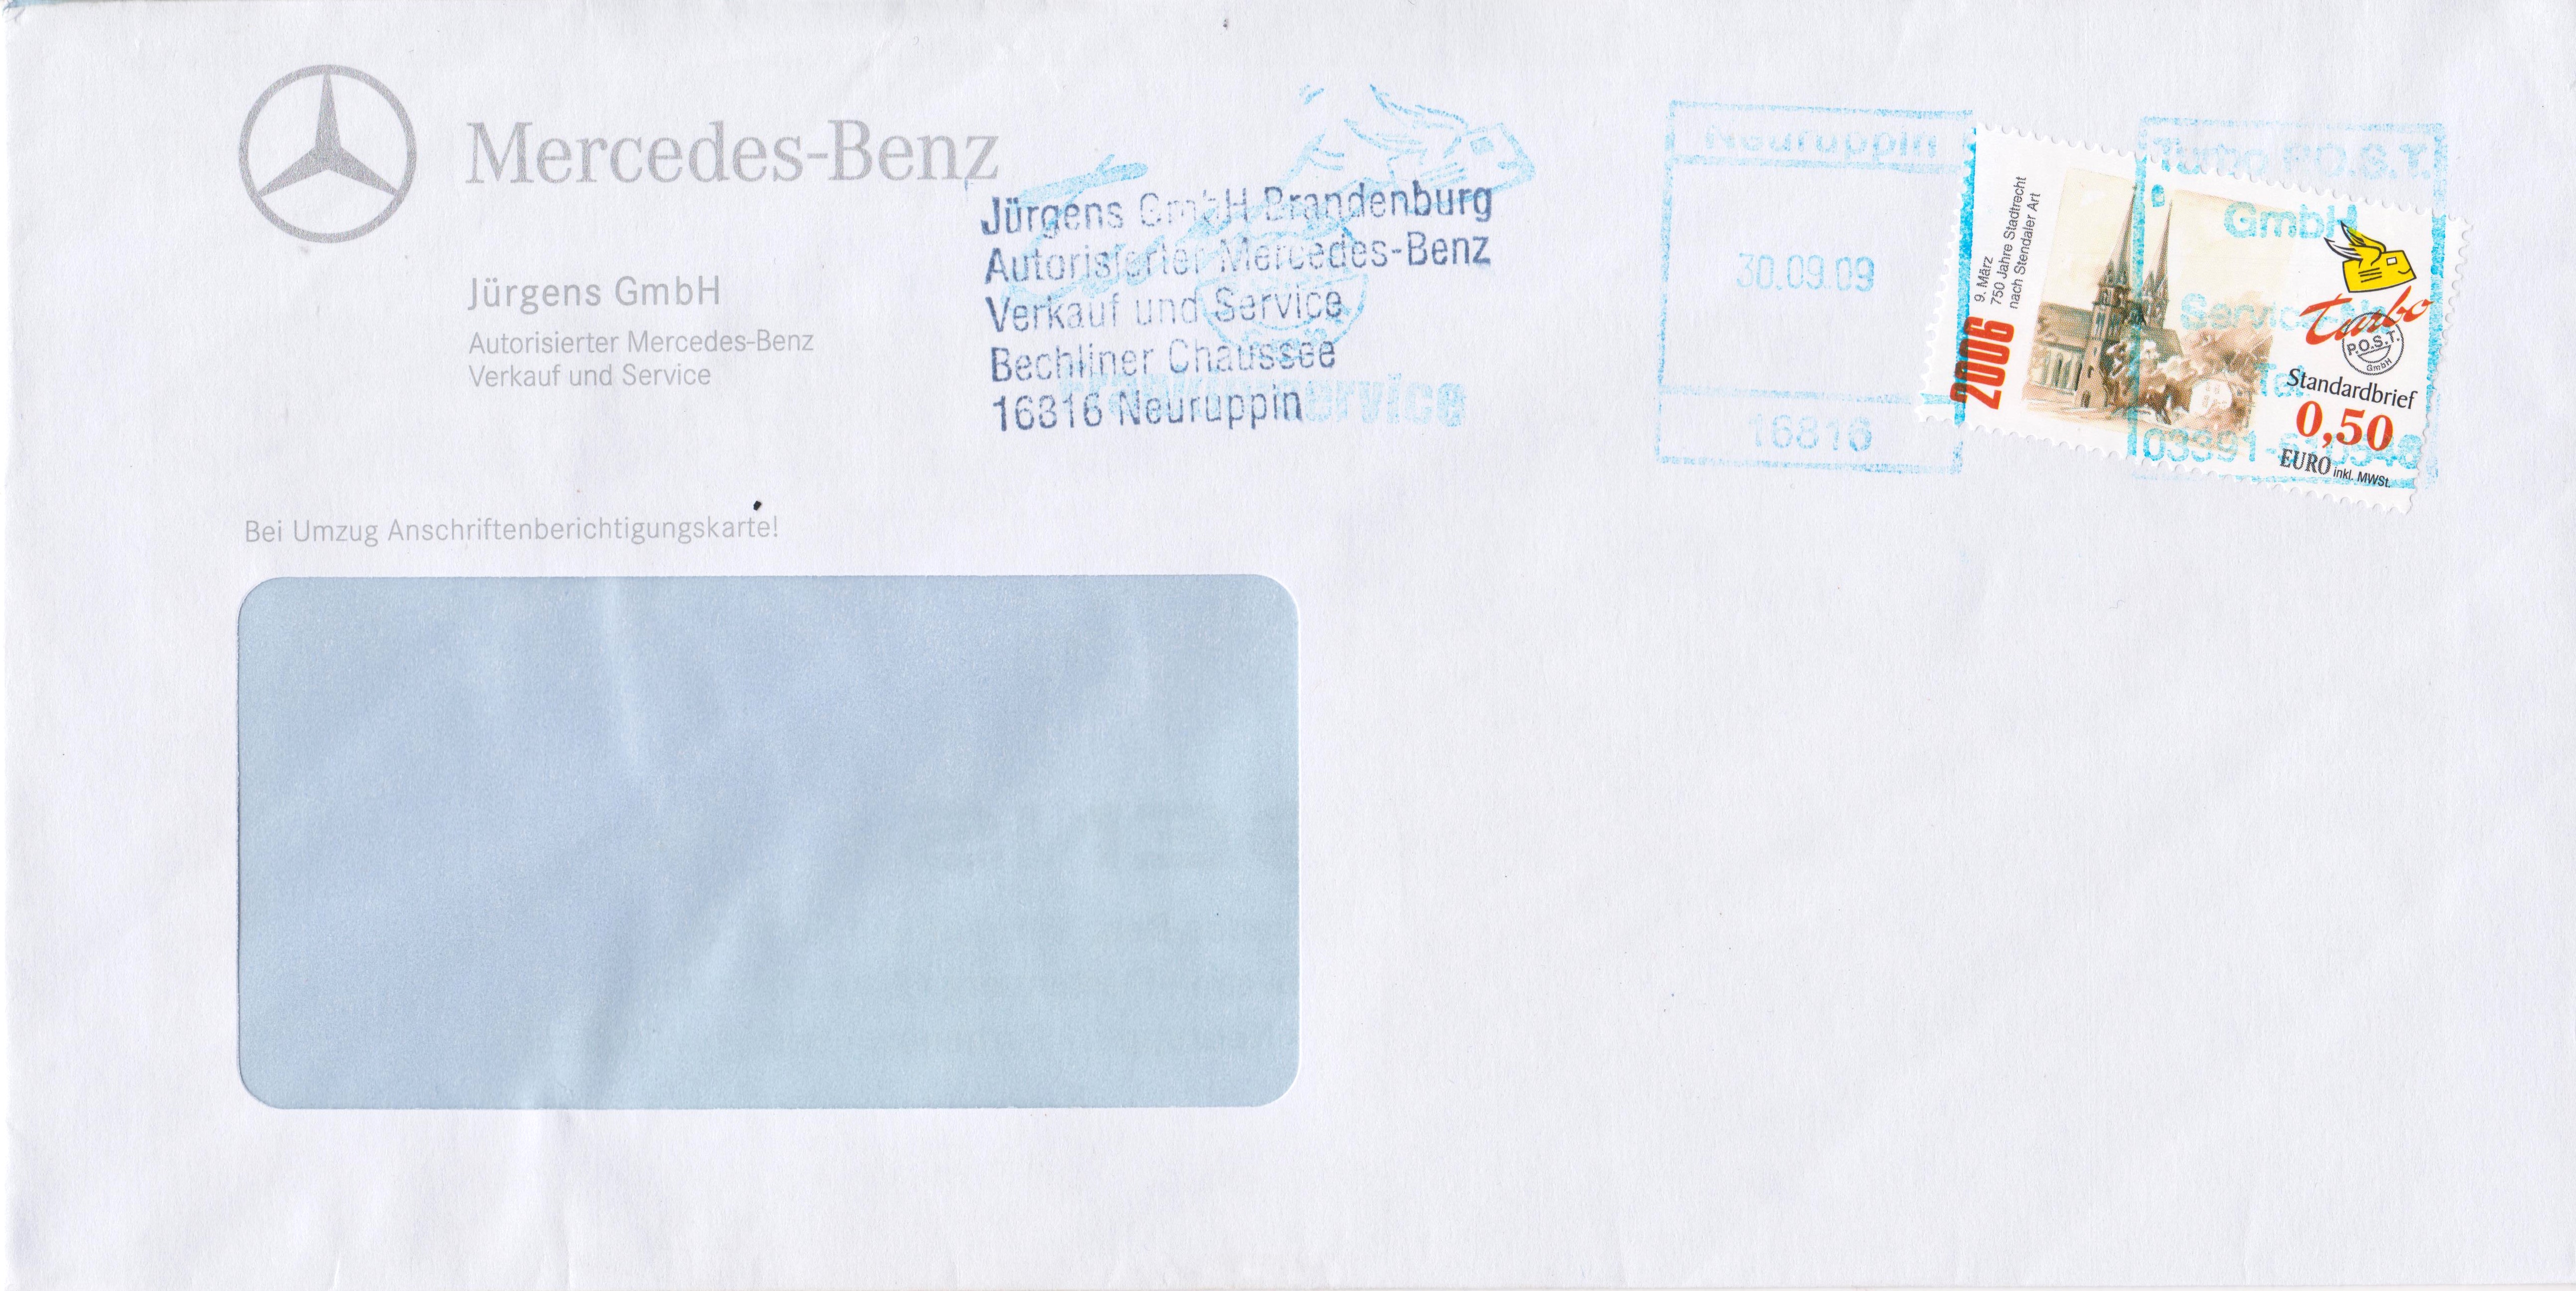 Mercedes-Benz
Jürgens GmbH
Autorisierter Mercedes-Benz
Verkauf und Service
Jürgens GmbH Brandenburg
Autorisierter Mercedes-Benz
Verkauf und Service
Bechliner Chaussee
16816 Neuruppin
Neuruppin
30.09.09
16816
Turbo P.O.S.T.
GmbH
Tel.
2006
9. März
750 Jahre Stadtrecht
nach Stendaler Art
Turbo
P.O.S.T.
GmbH
Standardbrief
0,50
EURO inkl. MWSt.
Bei Umzug Anschriftenberichtigungskarte!